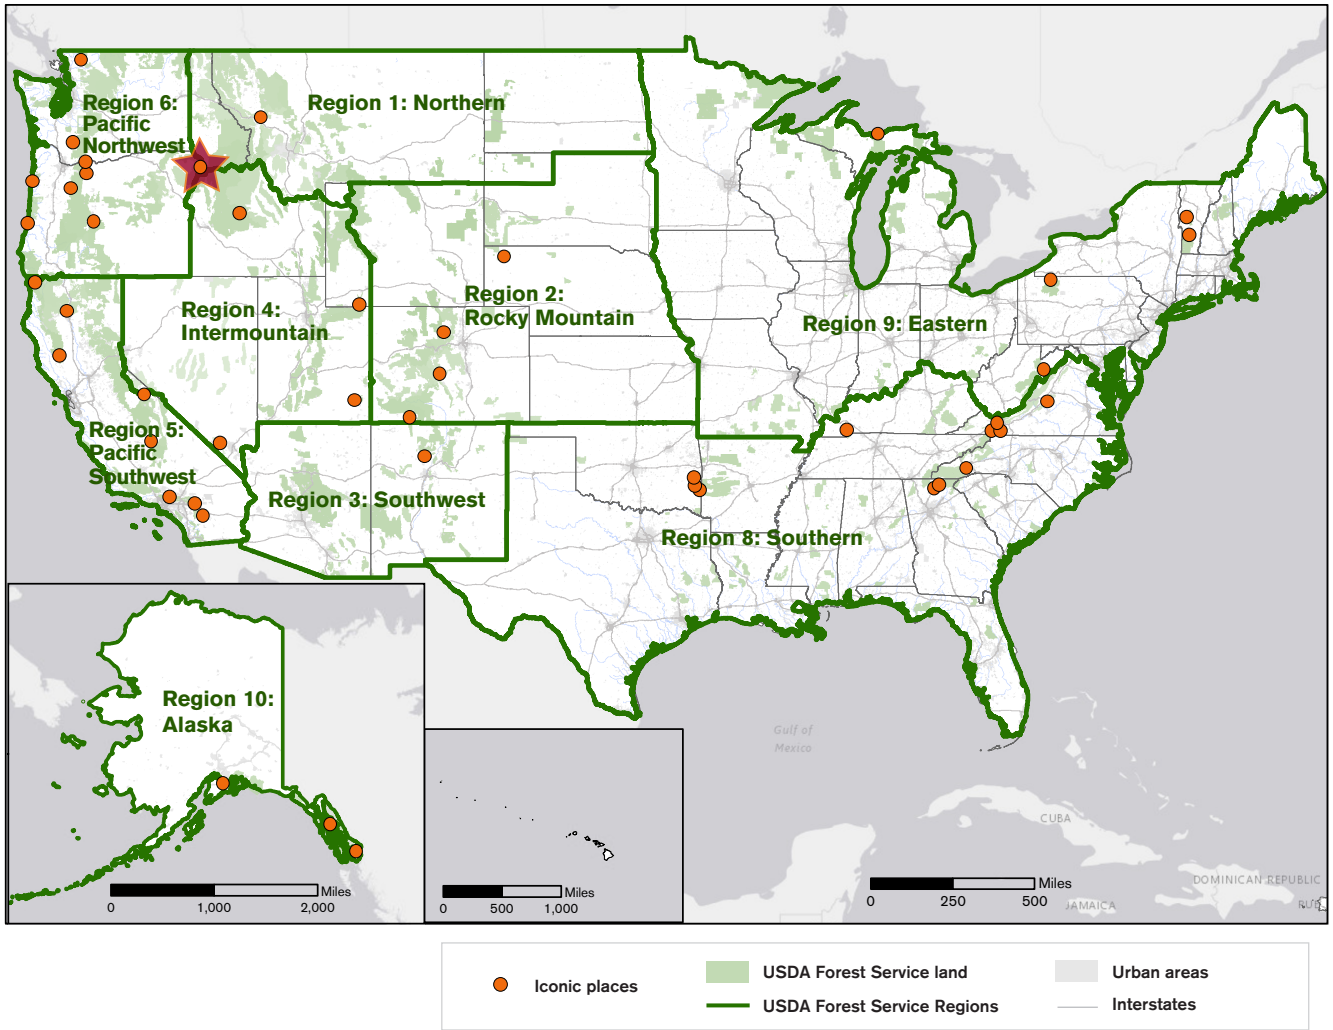 Region 6:
Pacific
Northwest
Region 1: Northern
Region 4:
Intermountain
Region 2:
Rocky Mountain
Region 9: Eastern
Region 5:
Pacific
Southwest
Region 3: Southwest
Region 8: Southern
Region 10:
Alaska
Gulf of
Mexico
CUBA
DOMINICAN REPUBLIC
JAMAICA
Miles
0 1,000 2,000
Miles
0 500 1,000
Miles
0 250 500
Iconic places
USDA Forest Service land
USDA Forest Service Regions
Urban areas
Interstates